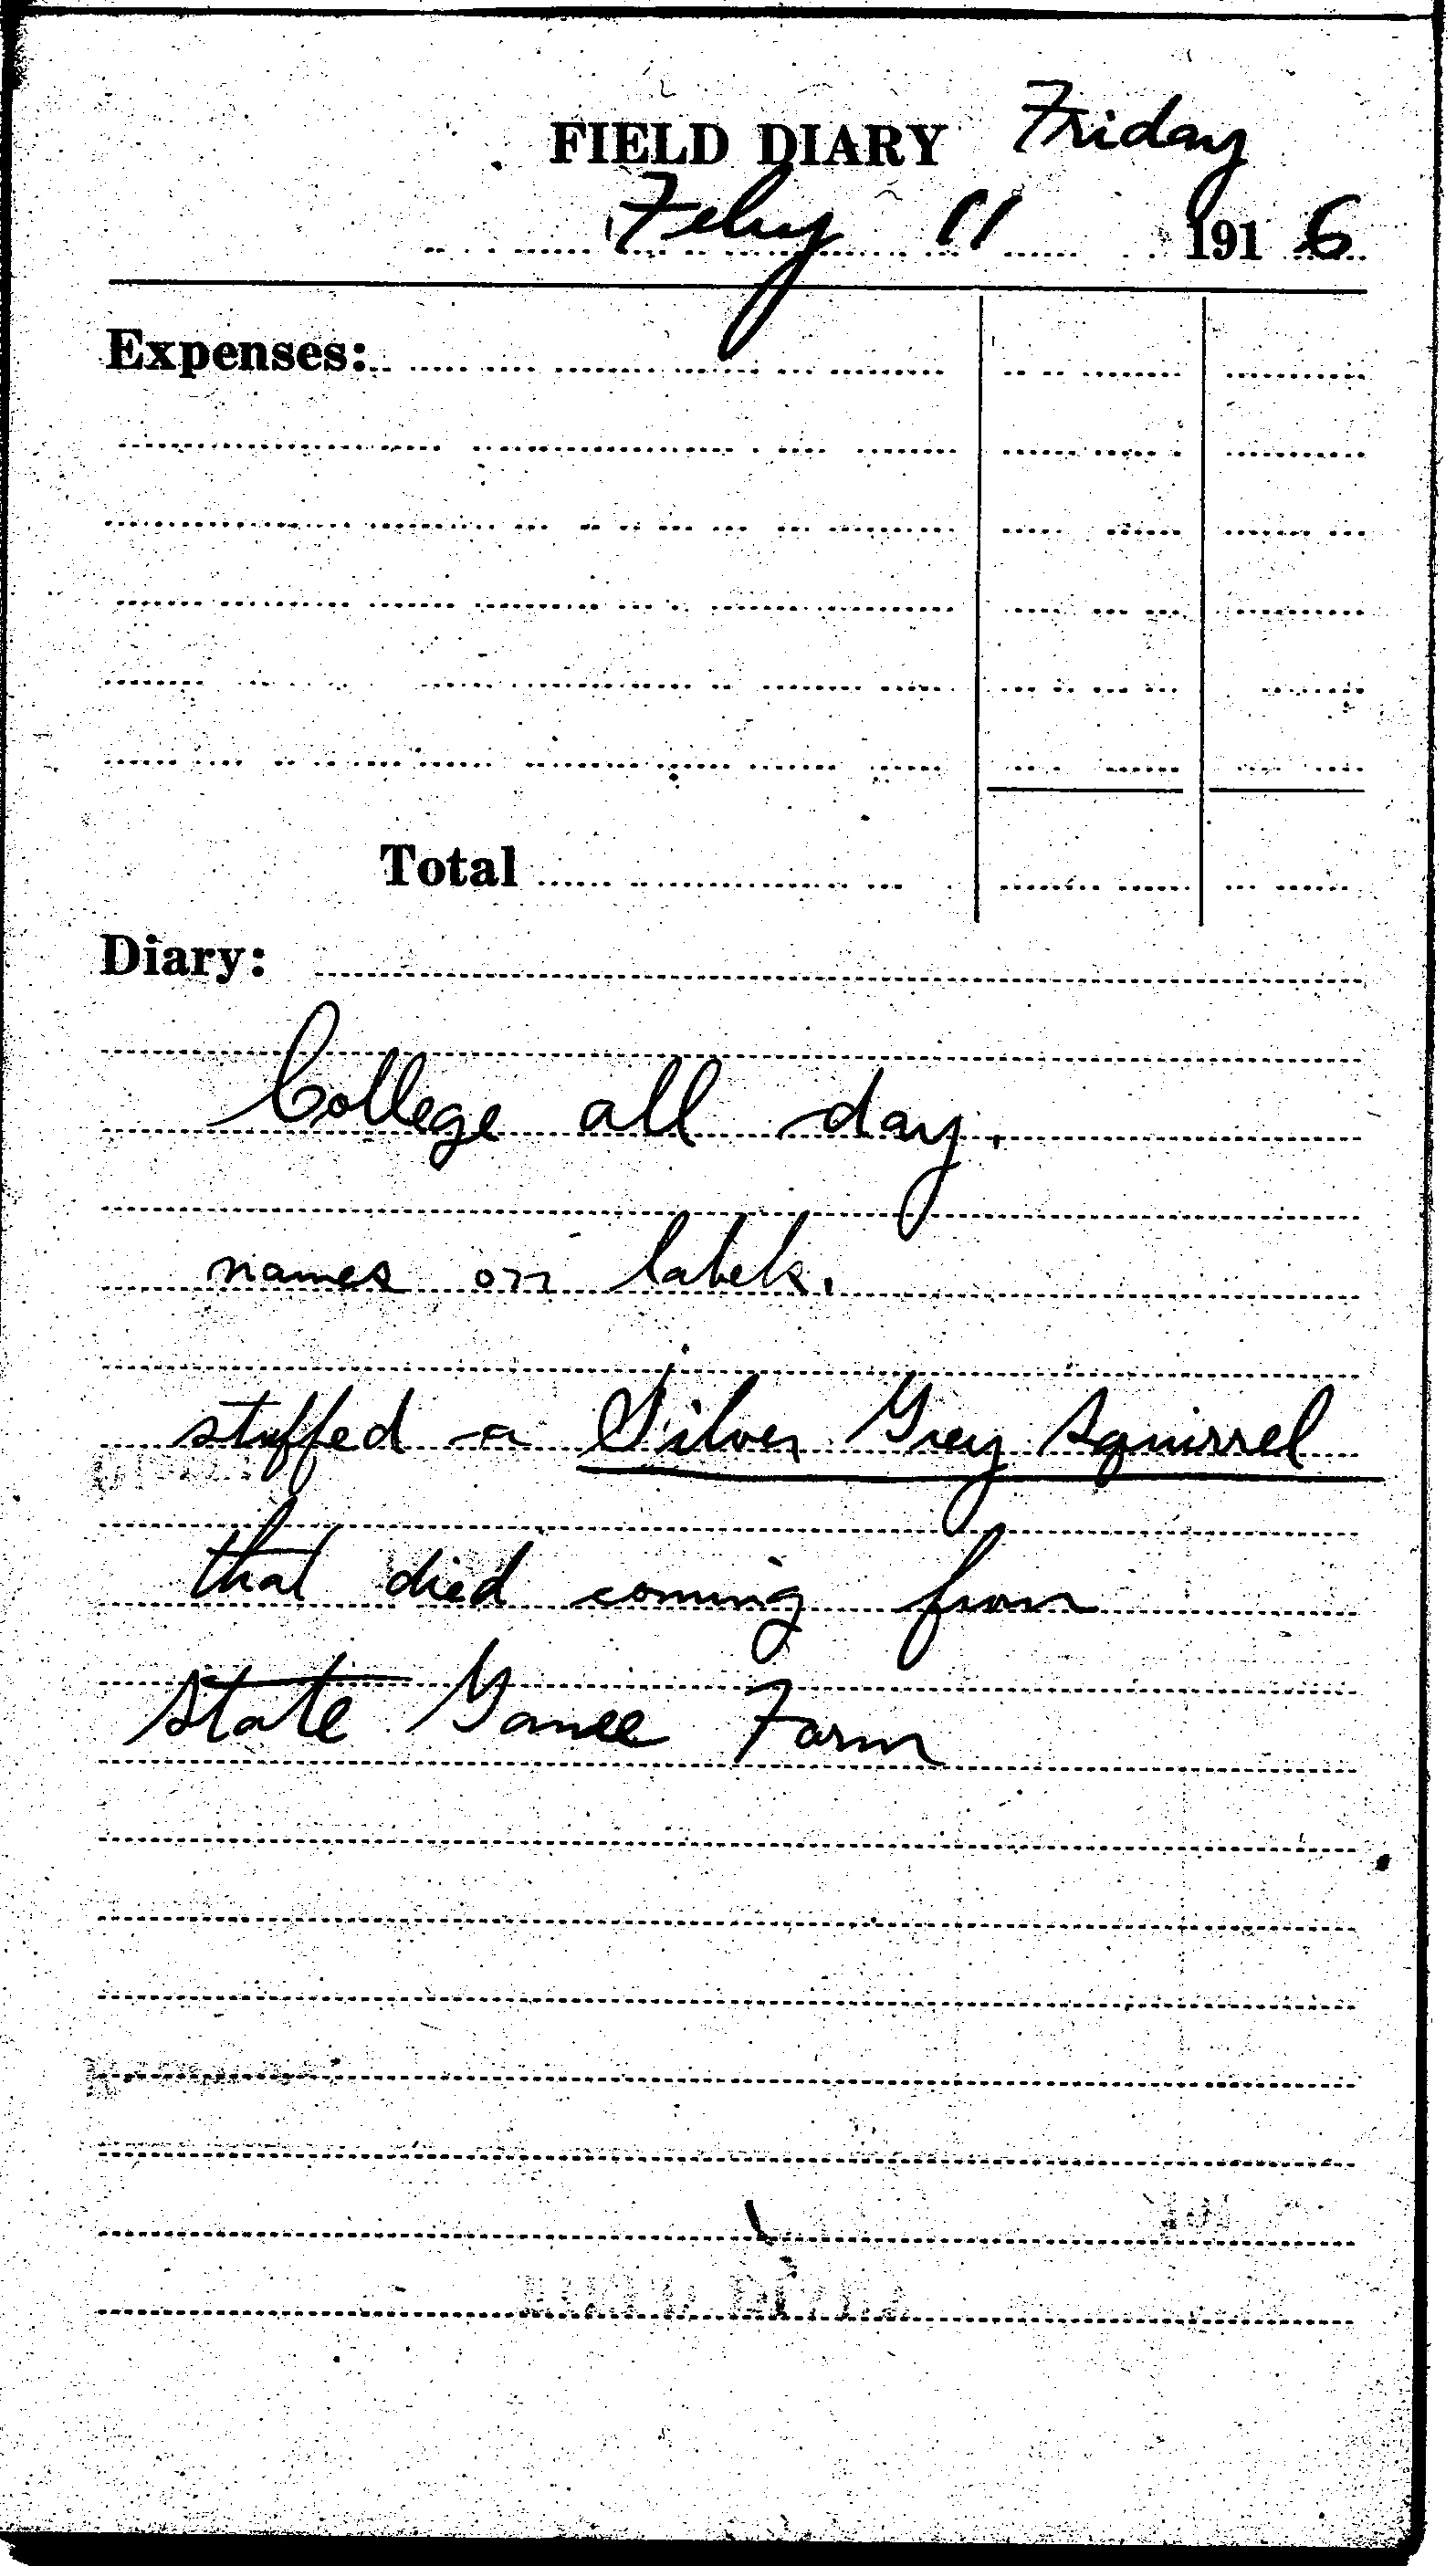 FIELD DIARY Friday
Feby 11 1916
Expenses:
Total
Diary:
College all day.
names on labels.
stuffed a Silver Grey Squirrel
that died coming from
State Game Farm